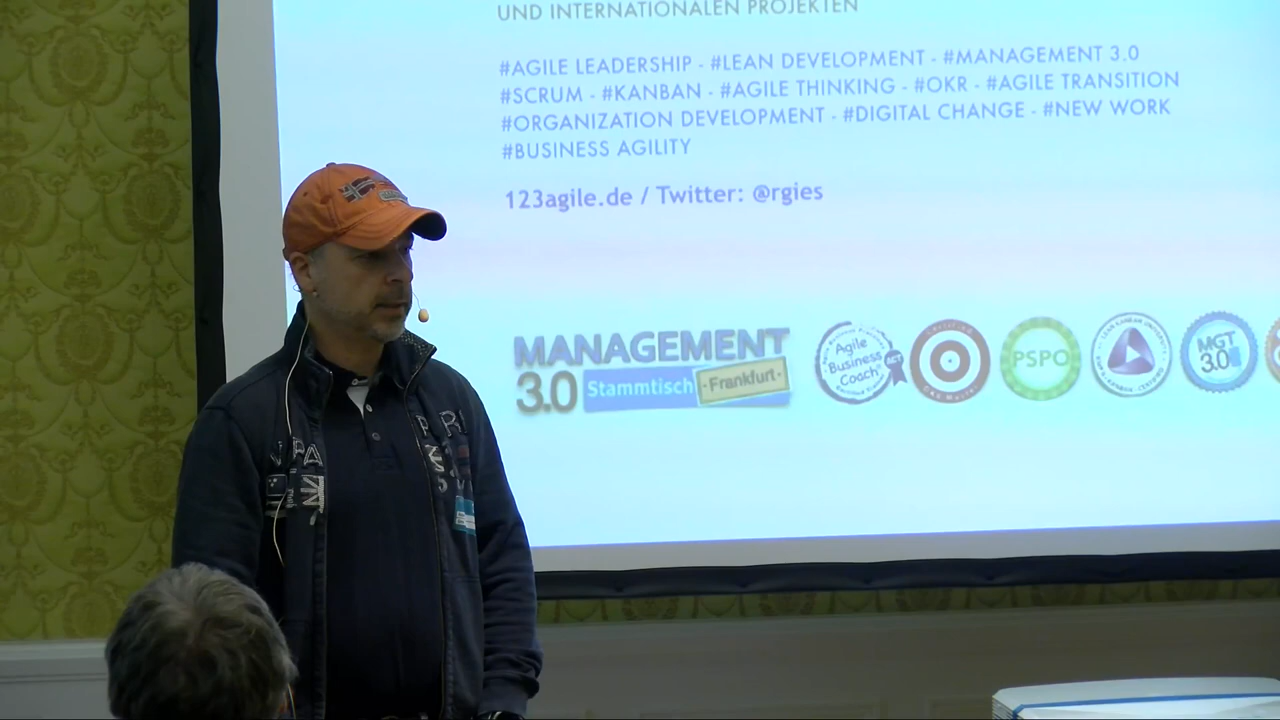 UND INTERNATIONALEN PROJEKTEN
#AGILE LEADERSHIP - #LEAN DEVELOPMENT - #MANAGEMENT 3.0
#SCRUM - #KANBAN - #AGILE THINKING - #OKR - #AGILE TRANSITION
#ORGANIZATION DEVELOPMENT - #DIGITAL CHANGE - #NEW WORK
#BUSINESS AGILITY
123agile.de / Twitter: @rgies
MANAGEMENT
3.0 Stammtisch ·Frankfurt·
Agile
Business
Coach
PSPO
MGT
3.0